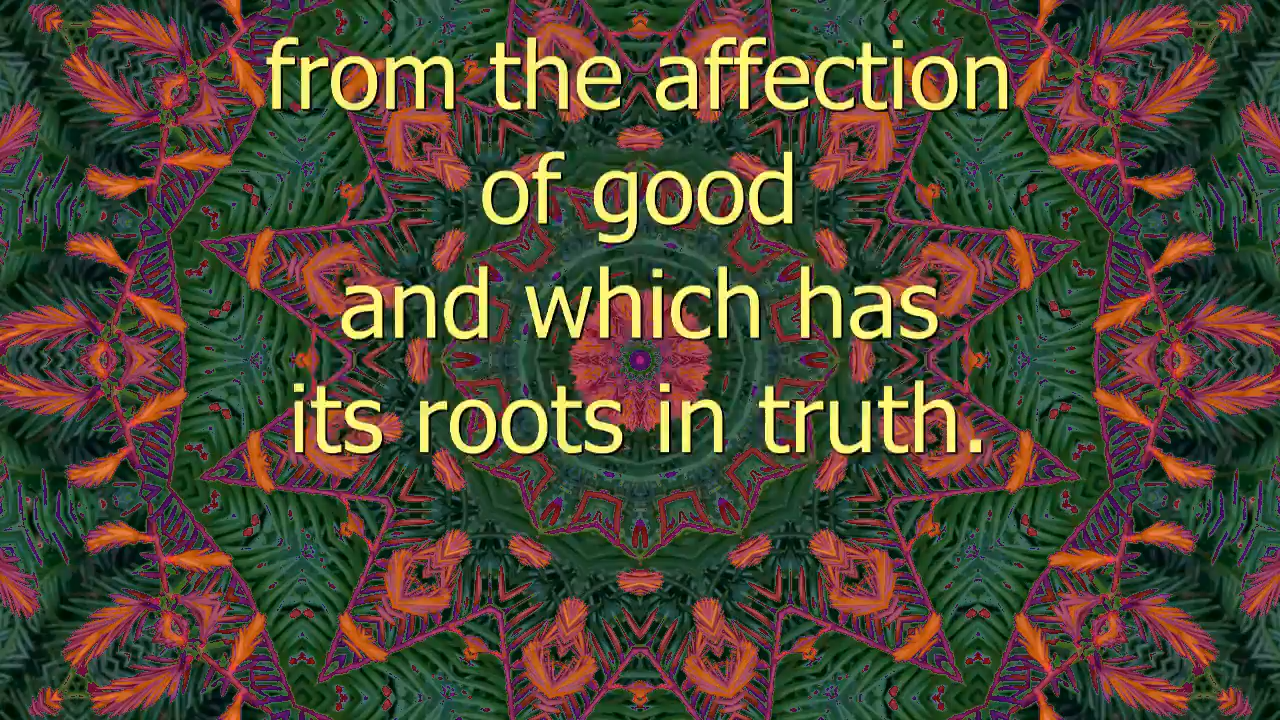 from the affection
of good
and which has
its roots in truth.